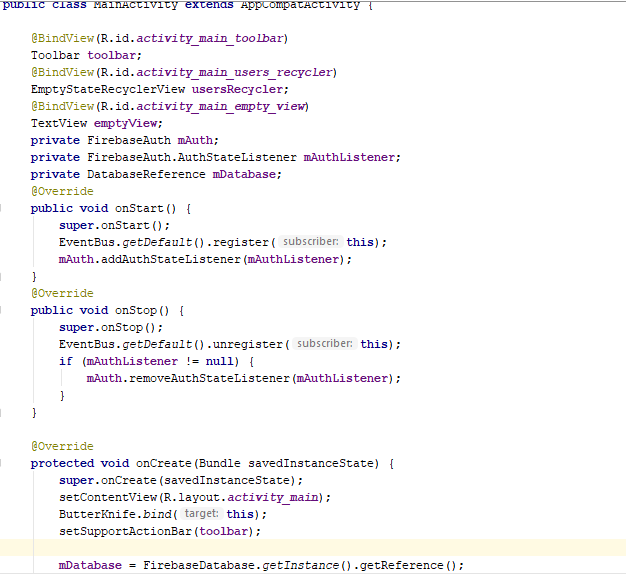 public class MainActivity extends AppCompatActivity {
@BindView(R.id.activity_main_toolbar)
Toolbar toolbar;
@BindView(R.id.activity_main_users_recycler)
EmptyStateRecyclerView usersRecycler;
@BindView(R.id.activity_main_empty_view)
TextView emptyView;
private FirebaseAuth mAuth;
private FirebaseAuth.AuthStateListener mAuthListener;
private DatabaseReference mDatabase;
@Override
public void onStart() {
super.onStart();
EventBus.getDefault().register( subscriber: this);
mAuth.addAuthStateListener(mAuthListener);
}
@Override
public void onStop() {
super.onStop();
EventBus.getDefault().unregister( subscriber: this);
if (mAuthListener != null) {
mAuth.removeAuthStateListener(mAuthListener);
}
}
@Override
protected void onCreate(Bundle savedInstanceState) {
super.onCreate(savedInstanceState);
setContentView(R.layout.activity_main);
ButterKnife.bind( target: this);
setSupportActionBar(toolbar);
mDatabase = FirebaseDatabase.getInstance().getReference();